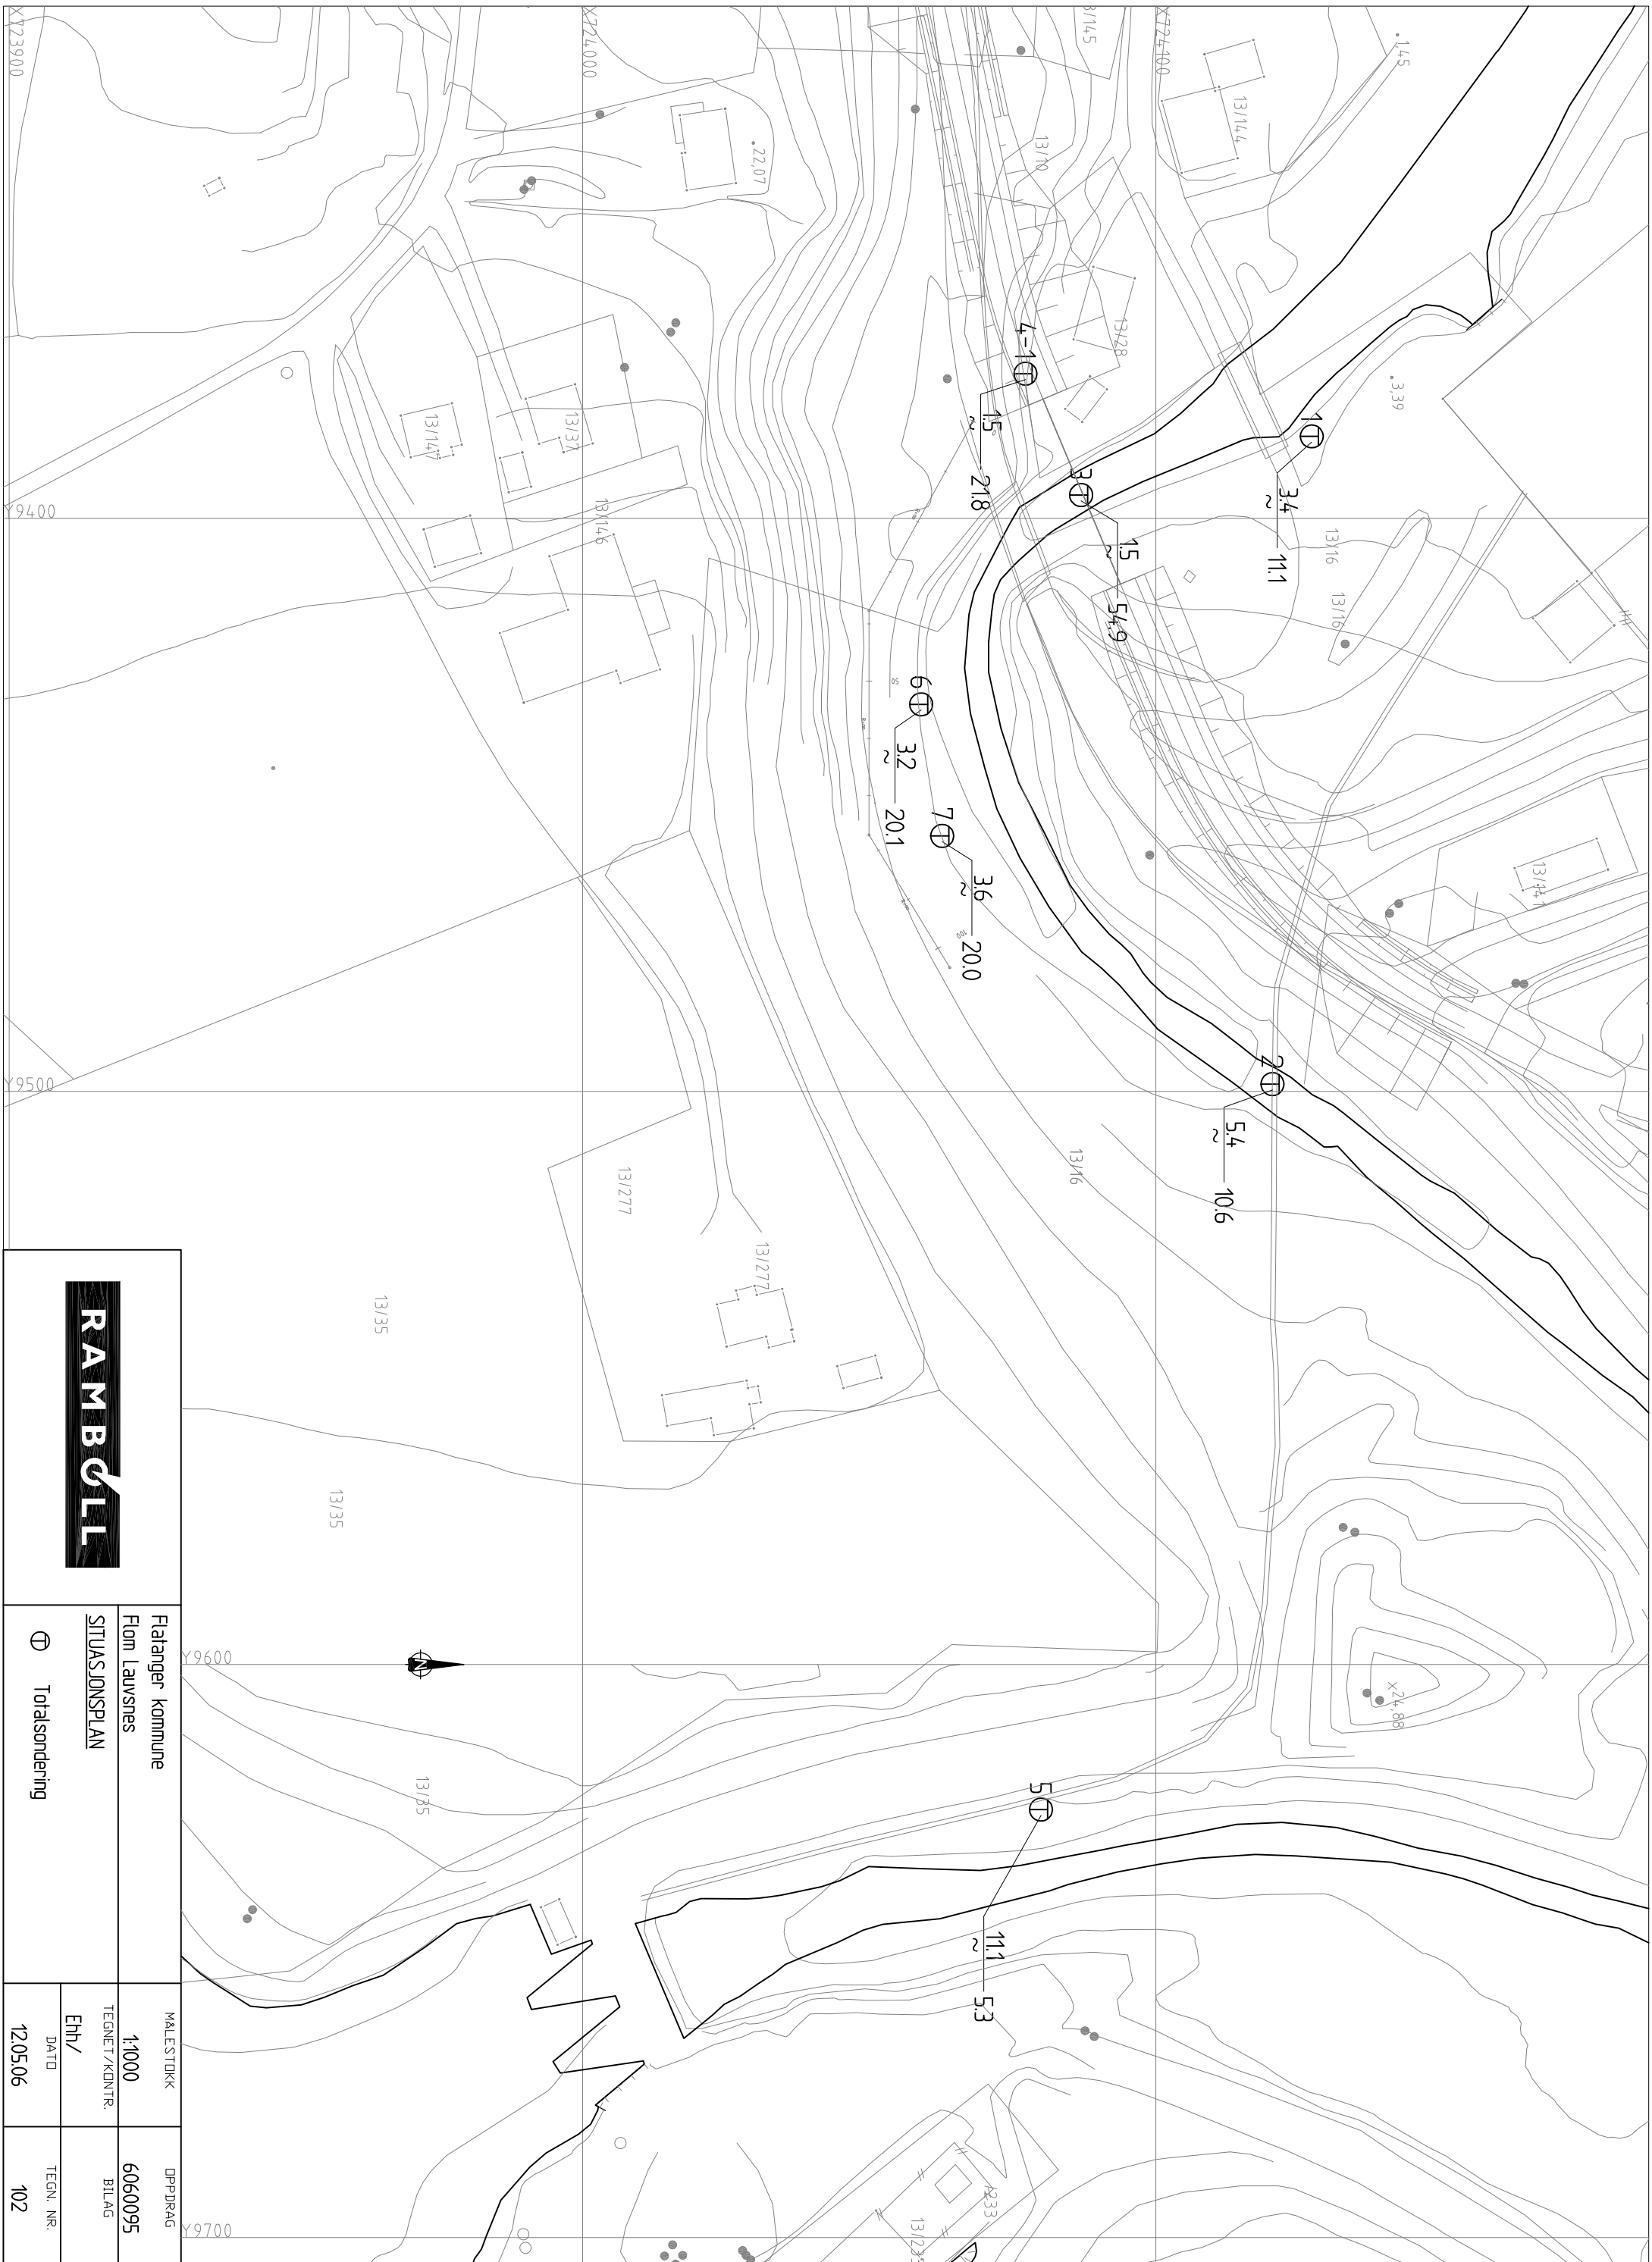 X723900
X724000
X724100
Y9400
Y9500
Y9600
Y9700
3/145
1,45
13/144
13/10
22,07
13/28
3,39
13/147
13/37
13/146
13/16
13/16
13/141
13/16
13/277
13/277
13/35
13/35
13/35
x24,88
4-1
1.5
~
21.8
1
3.4
~
11.1
3
1.5
~
54,9
6
3.2
~
20.1
7
3.6
~
20.0
2
5.4
~
10.6
5
11.1
~
5.3
N
RAMBØLL
Flatanger kommune
Flom Lauvsnes
SITUASJONSPLAN
T Totalsondering
MÅLESTOKK
1:1000
OPPDRAG
6060095
TEGNET/KONTR.
Ehh/
BILAG
DATO
12.05.06
TEGN. NR.
102